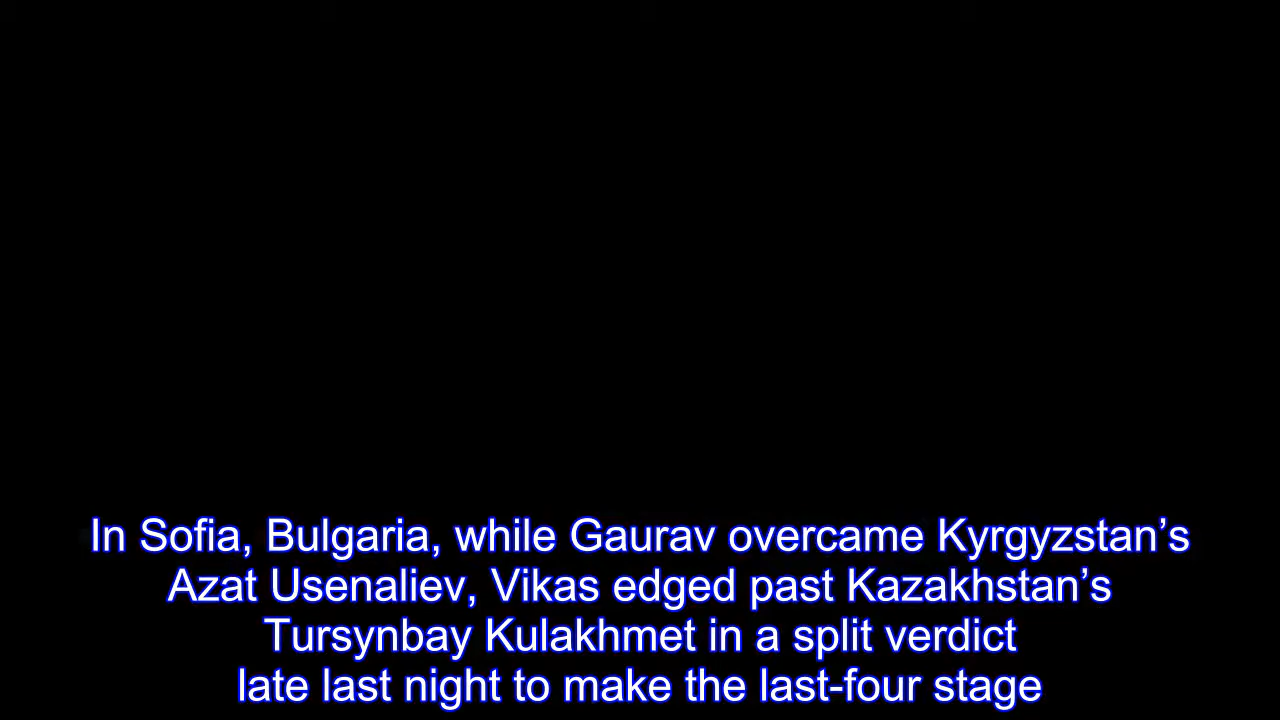 In Sofia, Bulgaria, while Gaurav overcame Kyrgyzstan’s
Azat Usenaliev, Vikas edged past Kazakhstan’s
Tursynbay Kulakhmet in a split verdict
late last night to make the last-four stage